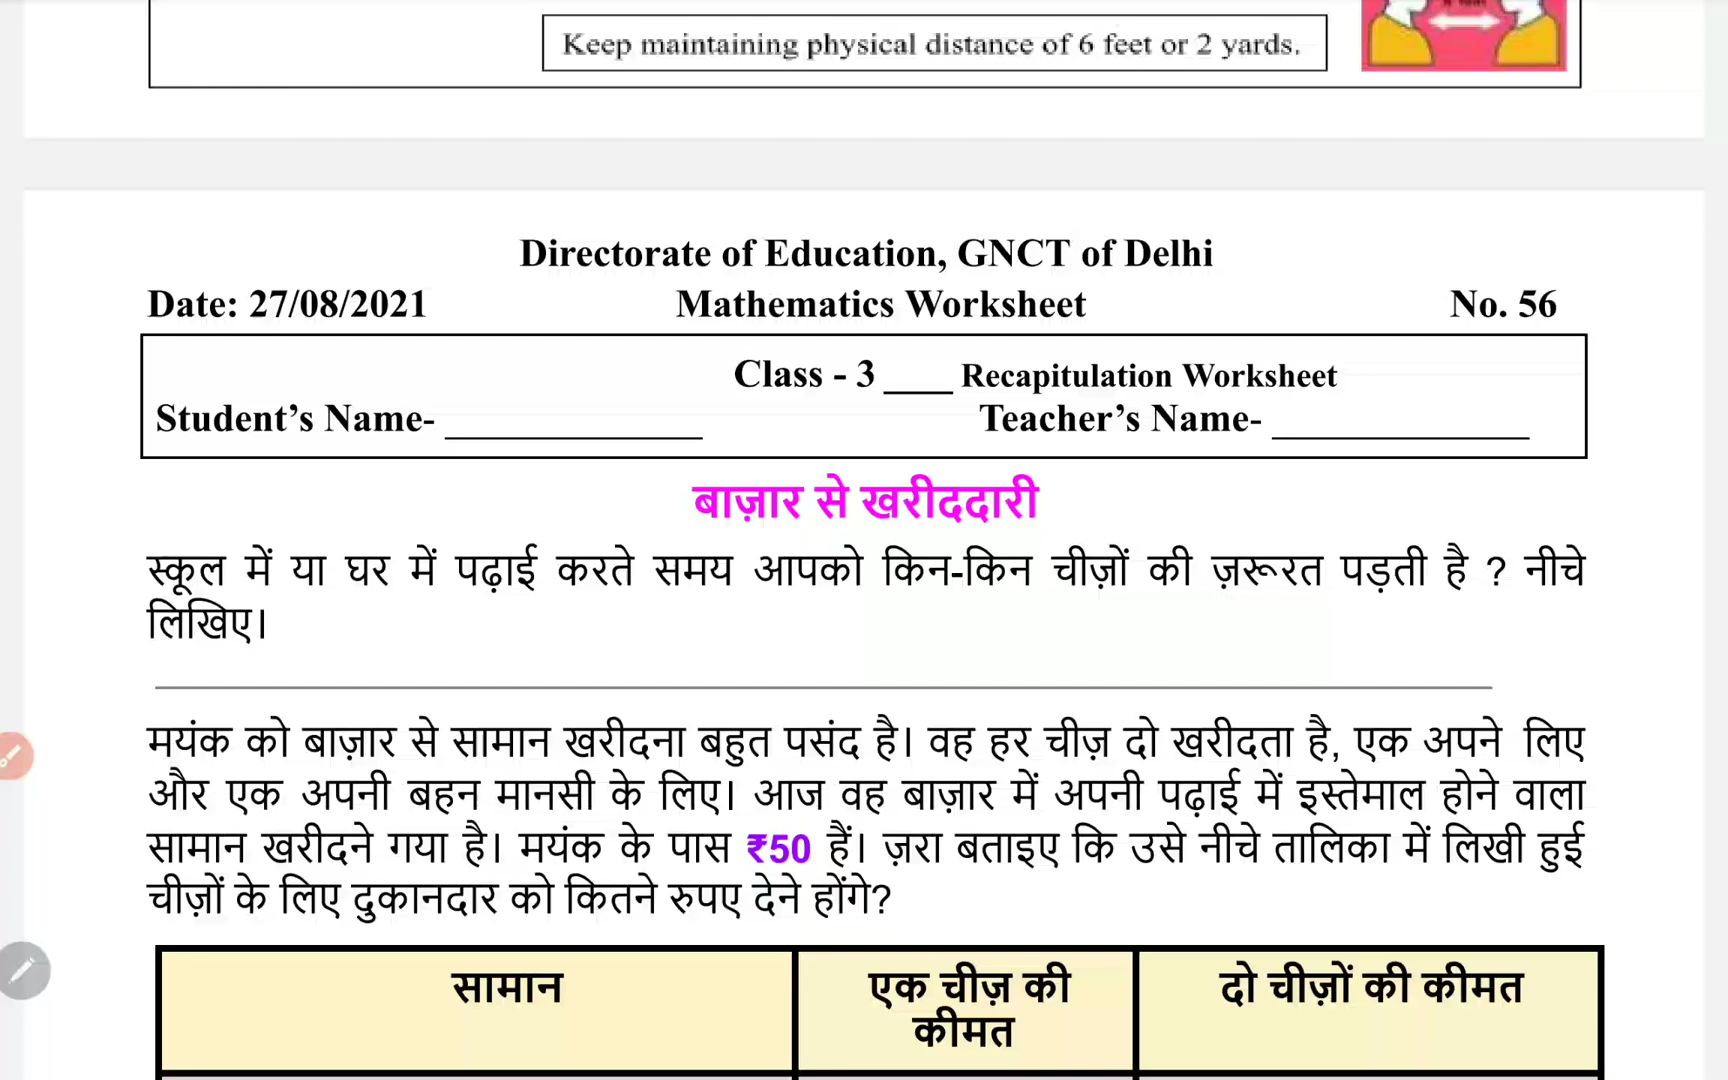 Keep maintaining physical distance of 6 feet or 2 yards.
Directorate of Education, GNCT of Delhi
Date: 27/08/2021 Mathematics Worksheet No. 56
Class - 3 ____ Recapitulation Worksheet
Student’s Name- _______________ Teacher’s Name- _______________
बाज़ार से खरीददारी
स्कूल में या घर में पढ़ाई करते समय आपको किन-किन चीज़ों की ज़रूरत पड़ती है ? नीचे
लिखिए।
मयंक को बाज़ार से सामान खरीदना बहुत पसंद है। वह हर चीज़ दो खरीदता है, एक अपने लिए
और एक अपनी बहन मानसी के लिए। आज वह बाज़ार में अपनी पढ़ाई में इस्तेमाल होने वाला
सामान खरीदने गया है। मयंक के पास ₹50 हैं। ज़रा बताइए कि उसे नीचे तालिका में लिखी हुई
चीज़ों के लिए दुकानदार को कितने रुपए देने होंगे?
सामान एक चीज़ की दो चीज़ों की कीमत
कीमत